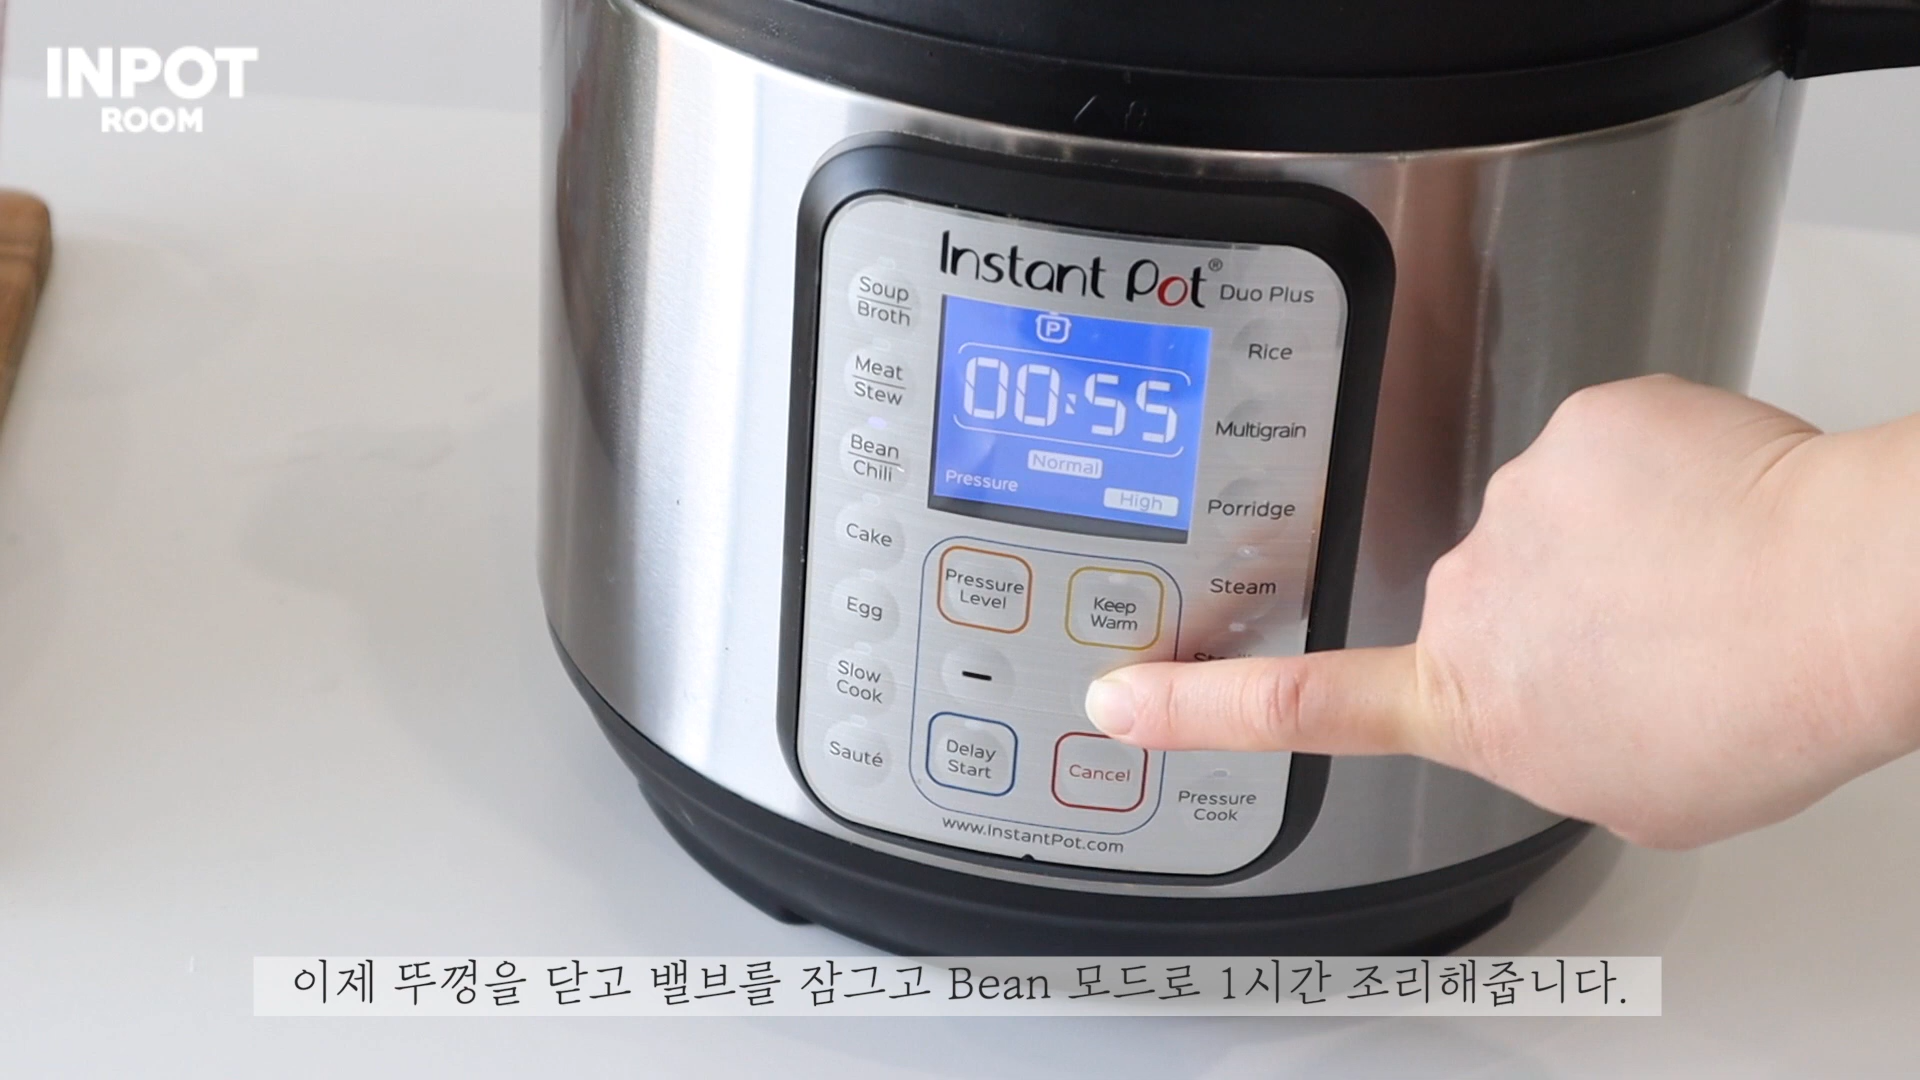 INPOT
ROOM
Instant Pot®
Duo Plus
Soup
Broth
Meat
Stew
Bean
Chili
Cake
Egg
Slow
Cook
Sauté
P
00:55
Normal
Pressure
High
Rice
Multigrain
Porridge
Steam
Pressure
Level
Keep
Warm
−
Delay
Start
Cancel
Pressure
Cook
www.InstantPot.com
이제 뚜껑을 닫고 밸브를 잠그고 Bean 모드로 1시간 조리해줍니다.